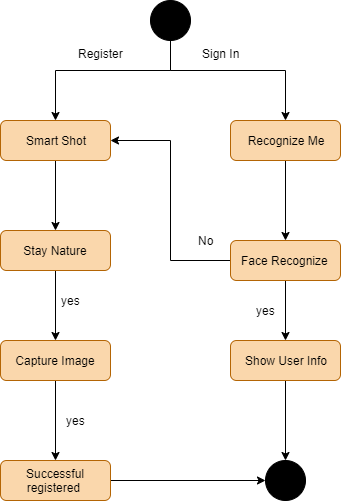 Register
Sign In
Smart Shot
Recognize Me
No
Stay Nature
Face Recognize
yes
yes
Capture Image
Show User Info
yes
Successful
registered